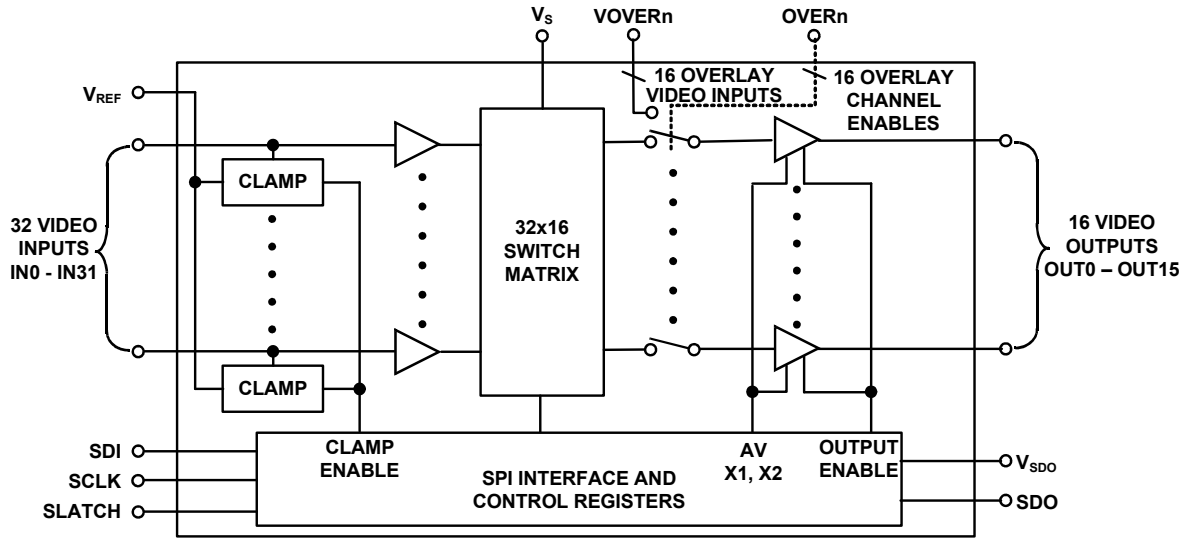 VS
VOVERn
OVERn
16 OVERLAY
VIDEO INPUTS
16 OVERLAY
CHANNEL
ENABLES
VREF
CLAMP
32 VIDEO
INPUTS
IN0 - IN31
32x16
SWITCH
MATRIX
16 VIDEO
OUTPUTS
OUT0 – OUT15
CLAMP
SDI
SCLK
SLATCH
CLAMP
ENABLE
SPI INTERFACE AND
CONTROL REGISTERS
AV
X1, X2
OUTPUT
ENABLE
VSDO
SDO